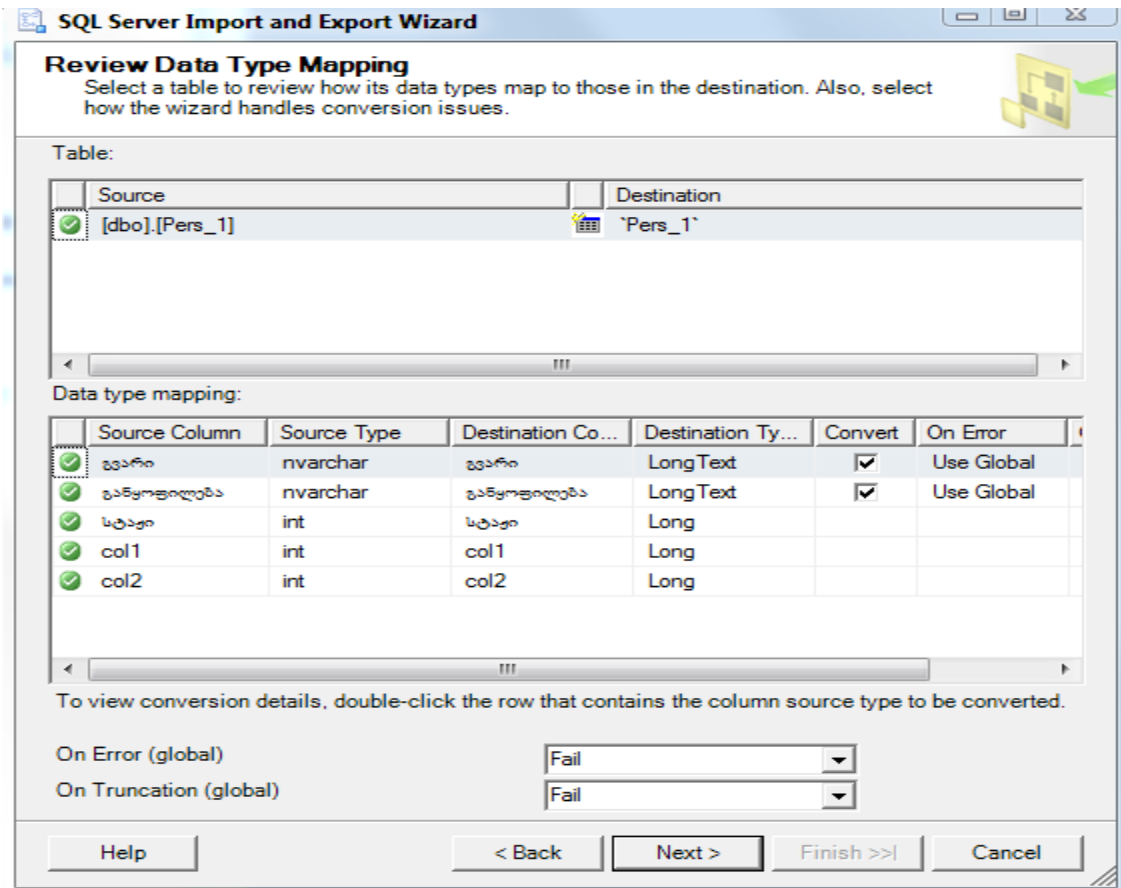 SQL Server Import and Export Wizard
Review Data Type Mapping
Select a table to review how its data types map to those in the destination. Also, select
how the wizard handles conversion issues.
Table:
Source Destination
[dbo].[Pers_1] `Pers_1`
Data type mapping:
Source Column Source Type Destination Co... Destination Ty... Convert On Error
გვარი nvarchar გვარი LongText Use Global
განყოფილება nvarchar განყოფილება LongText Use Global
სტაჟი int სტაჟი Long
col1 int col1 Long
col2 int col2 Long
To view conversion details, double-click the row that contains the column source type to be converted.
On Error (global) Fail
On Truncation (global) Fail
Help < Back Next > Finish >>| Cancel